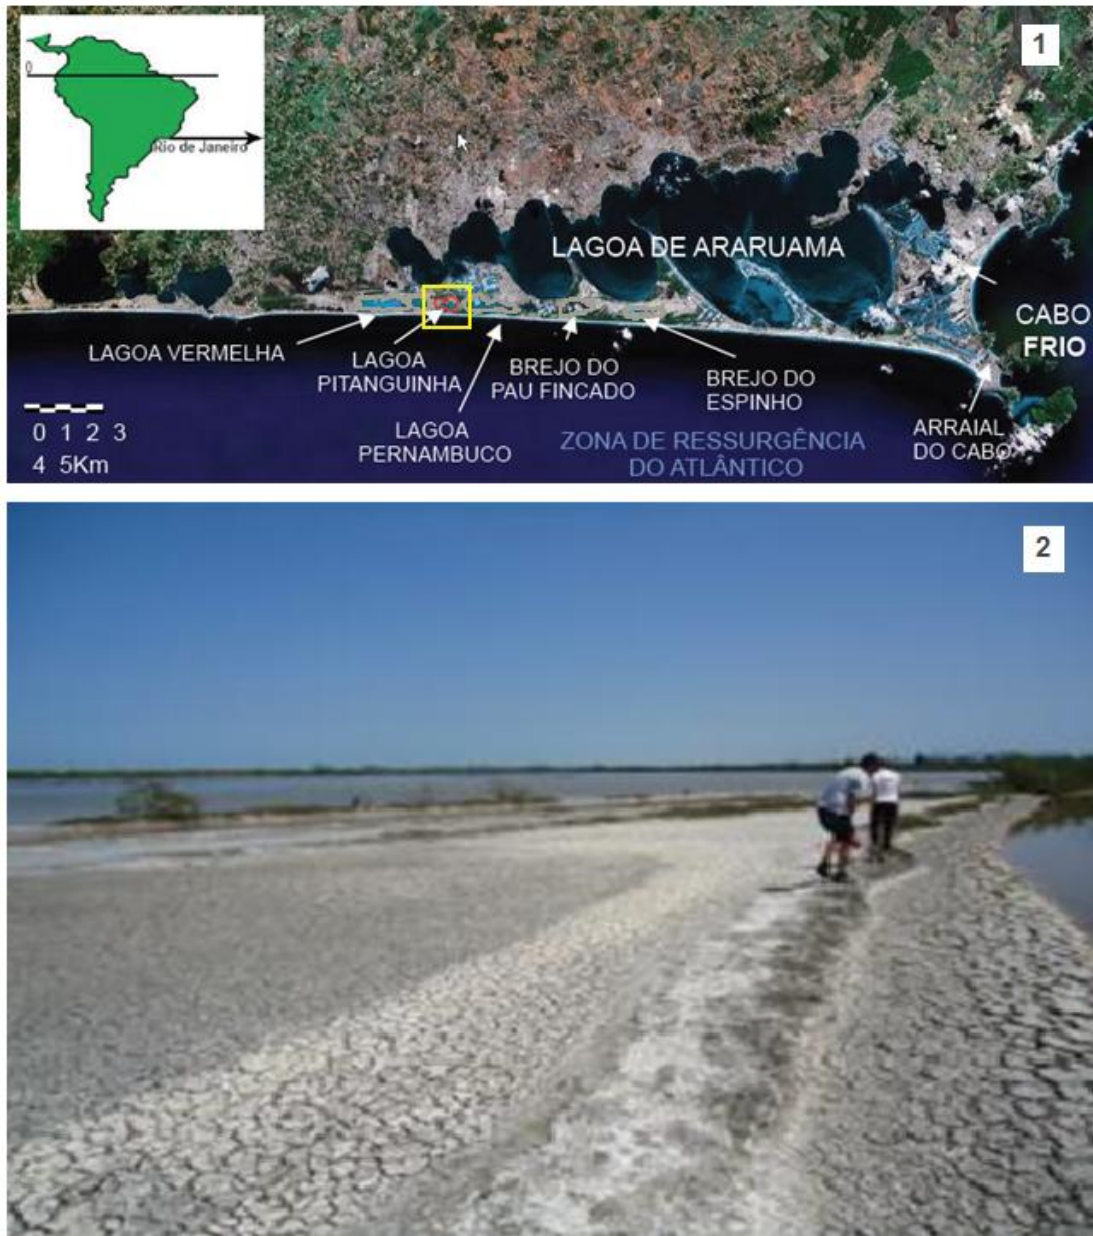 1
0
Rio de Janeiro
LAGOA DE ARARUAMA
CABO
FRIO
LAGOA VERMELHA
LAGOA
PITANGUINHA
LAGOA
PERNAMBUCO
BREJO DO
PAU FINCADO
BREJO DO
ESPINHO
ZONA DE RESSURGÊNCIA
DO ATLÂNTICO
ARRAIAL
DO CABO
0 1 2 3
4 5Km
2